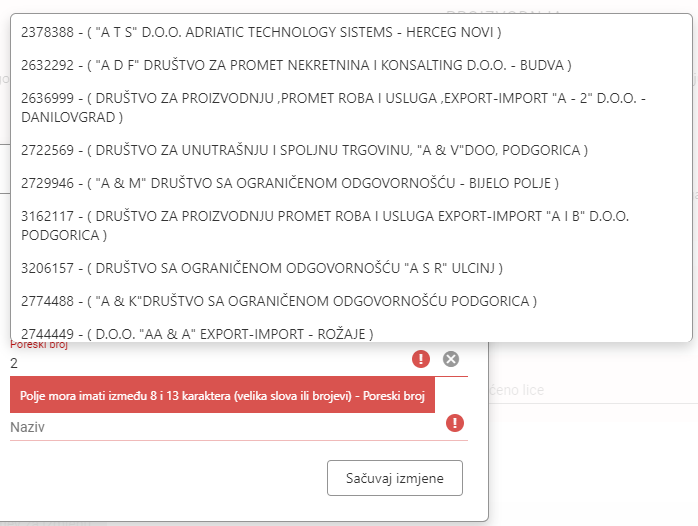 2378388 - ( "A T S" D.O.O. ADRIATIC TECHNOLOGY SISTEMS - HERCEG NOVI )
2632292 - ( "A D F" DRUŠTVO ZA PROMET NEKRETNINA I KONSALTING D.O.O. - BUDVA )
2636999 - ( DRUŠTVO ZA PROIZVODNJU ,PROMET ROBA I USLUGA ,EXPORT-IMPORT "A - 2" D.O.O. -
DANILOVGRAD )
2722569 - ( DRUŠTVO ZA UNUTRAŠNJU I SPOLJNU TRGOVINU, "A & V"DOO, PODGORICA )
2729946 - ( "A & M" DRUŠTVO SA OGRANIČENOM ODGOVORNOŠĆU - BIJELO POLJE )
3162117 - ( DRUŠTVO ZA PROIZVODNJU PROMET ROBA I USLUGA EXPORT-IMPORT "A I B" D.O.O.
PODGORICA )
3206157 - ( DRUŠTVO SA OGRANIČENOM ODGOVORNOŠĆU "A S R" ULCINJ )
2774488 - ( "A & K"DRUŠTVO SA OGRANIČENOM ODGOVORNOŠĆU PODGORICA )
2744449 - ( D.O.O. "AA & A" EXPORT-IMPORT - ROŽAJE )
Poreski broj
2
Polje mora imati između 8 i 13 karaktera (velika slova ili brojevi) - Poreski broj
ćeno lice
Naziv
Sačuvaj izmjene